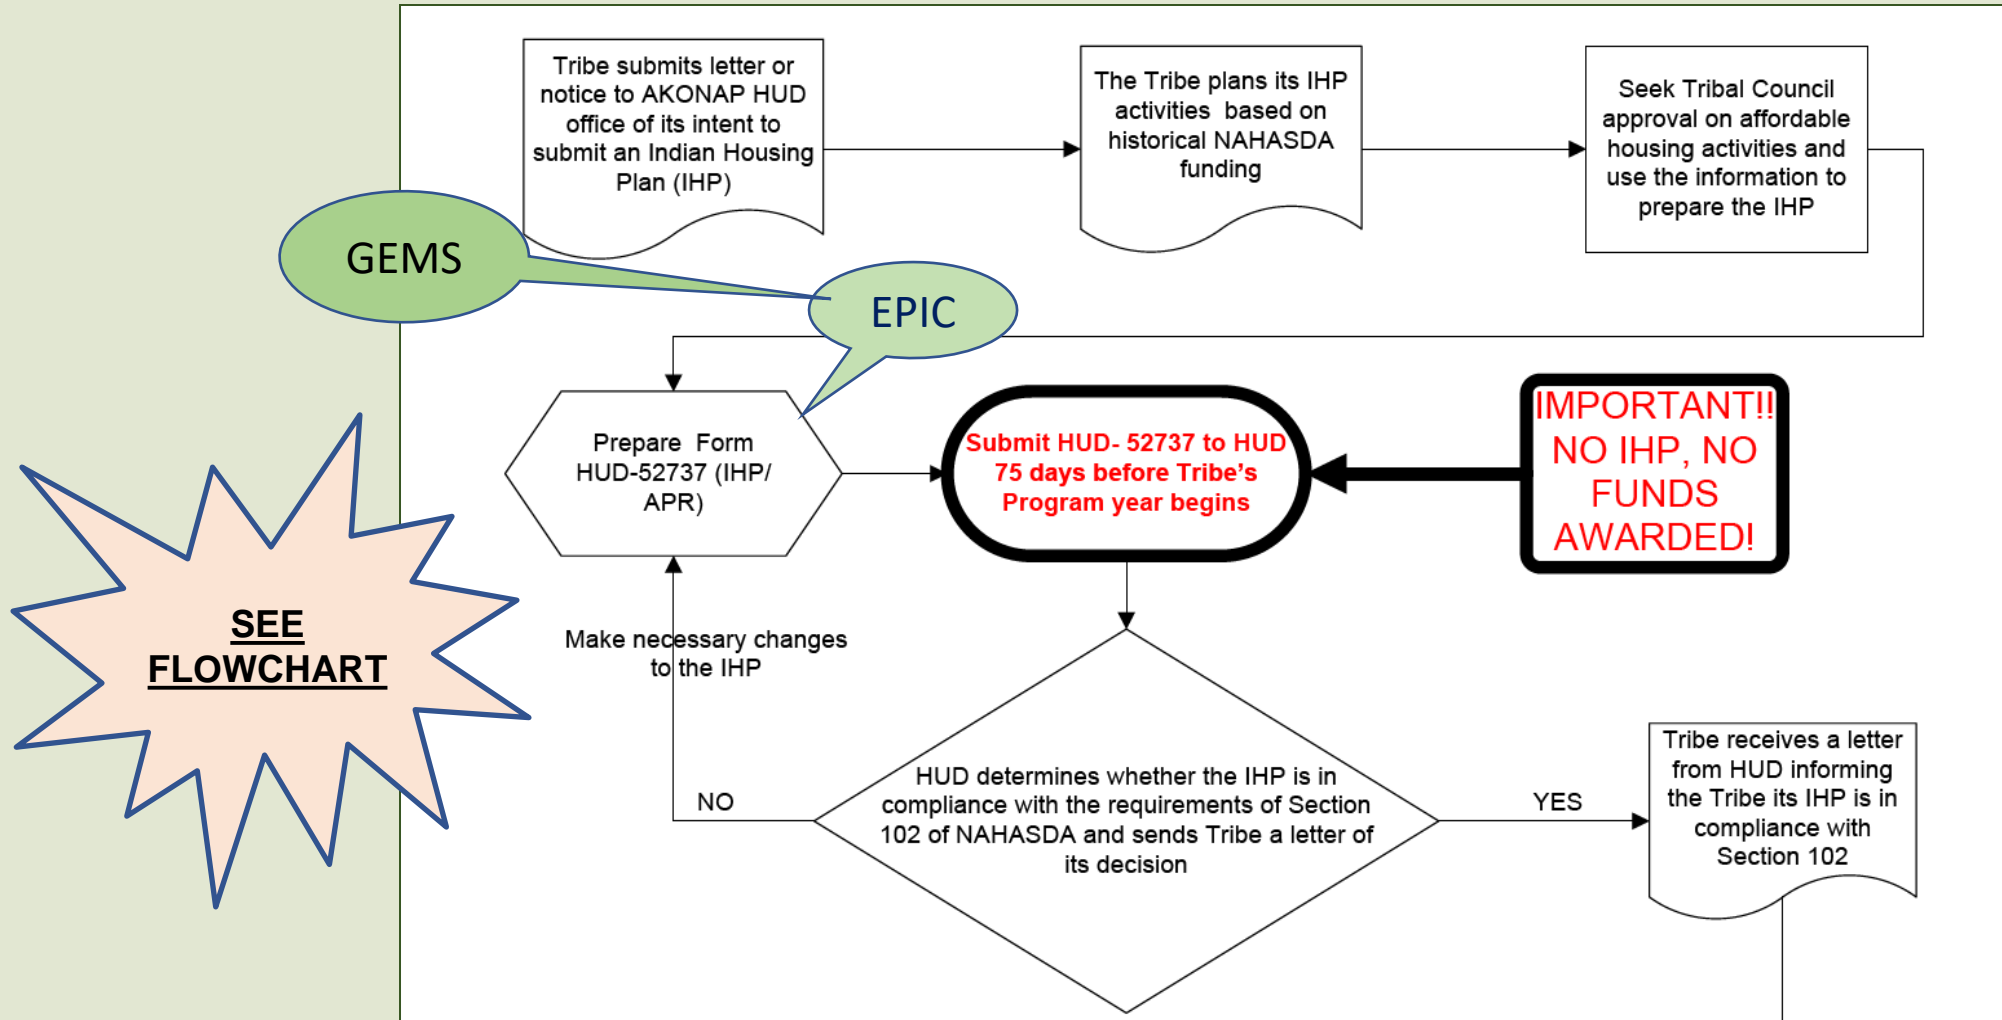 Tribe submits letter or
notice to AKONAP HUD
office of its intent to
submit an Indian Housing
Plan (IHP)
The Tribe plans its IHP
activities based on
historical NAHASDA
funding
Seek Tribal Council
approval on affordable
housing activities and
use the information to
prepare the IHP
GEMS
EPIC
Prepare Form
HUD-52737 (IHP/
APR)
Submit HUD- 52737 to HUD
75 days before Tribe's
Program year begins
IMPORTANT!!
NO IHP, NO
FUNDS
AWARDED!
SEE
FLOWCHART
Make necessary changes
to the IHP
NO
HUD determines whether the IHP is in
compliance with the requirements of Section
102 of NAHASDA and sends Tribe a letter of
its decision
YES
Tribe receives a letter
from HUD informing
the Tribe its IHP is in
compliance with
Section 102